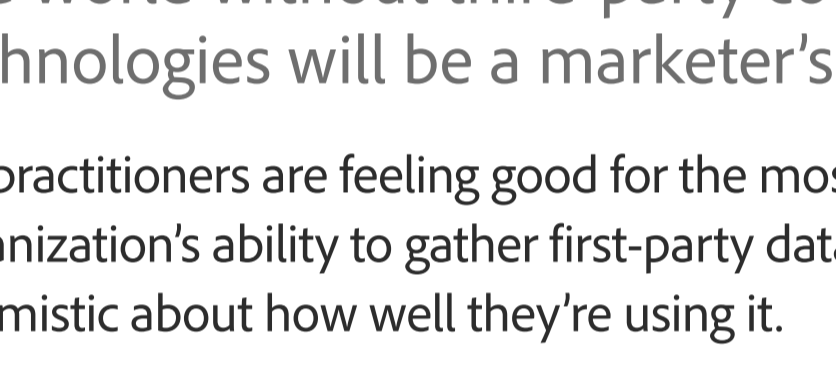 hnologies will be a marketer’s
practitioners are feeling good for the mos
nization’s ability to gather first-party dat
mistic about how well they’re using it.